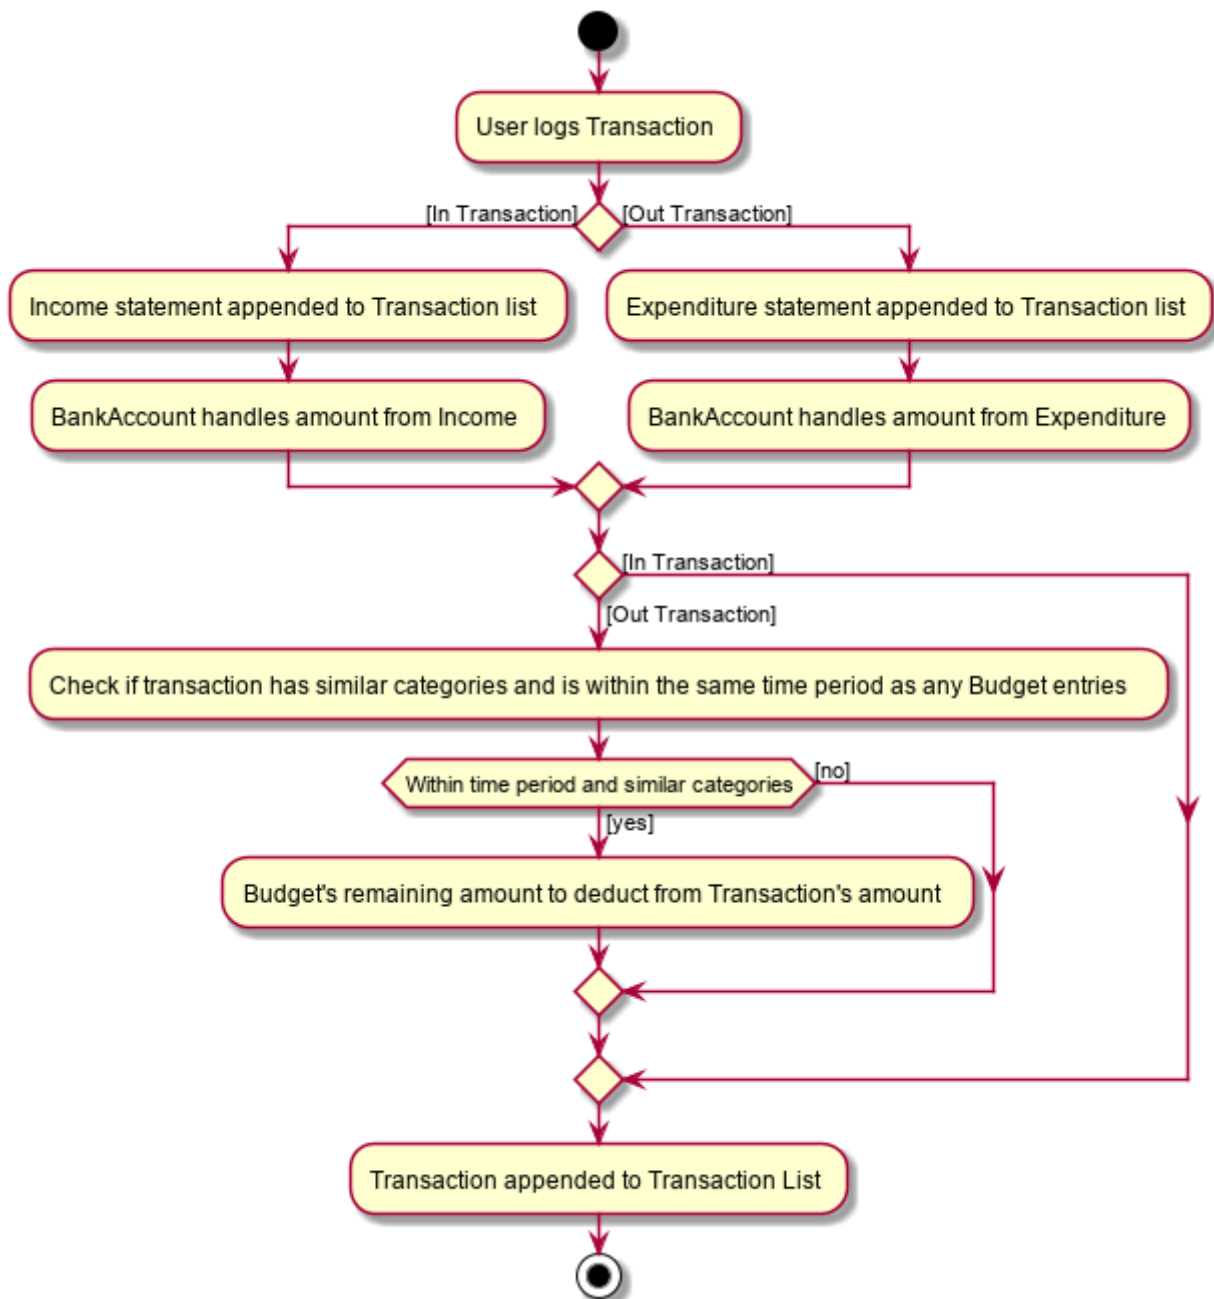 User logs Transaction
[In Transaction]
[Out Transaction]
Income statement appended to Transaction list
Expenditure statement appended to Transaction list
BankAccount handles amount from Income
BankAccount handles amount from Expenditure
[In Transaction]
[Out Transaction]
Check if transaction has similar categories and is within the same time period as any Budget entries
Within time period and similar categories
[no]
[yes]
Budget's remaining amount to deduct from Transaction's amount
Transaction appended to Transaction List